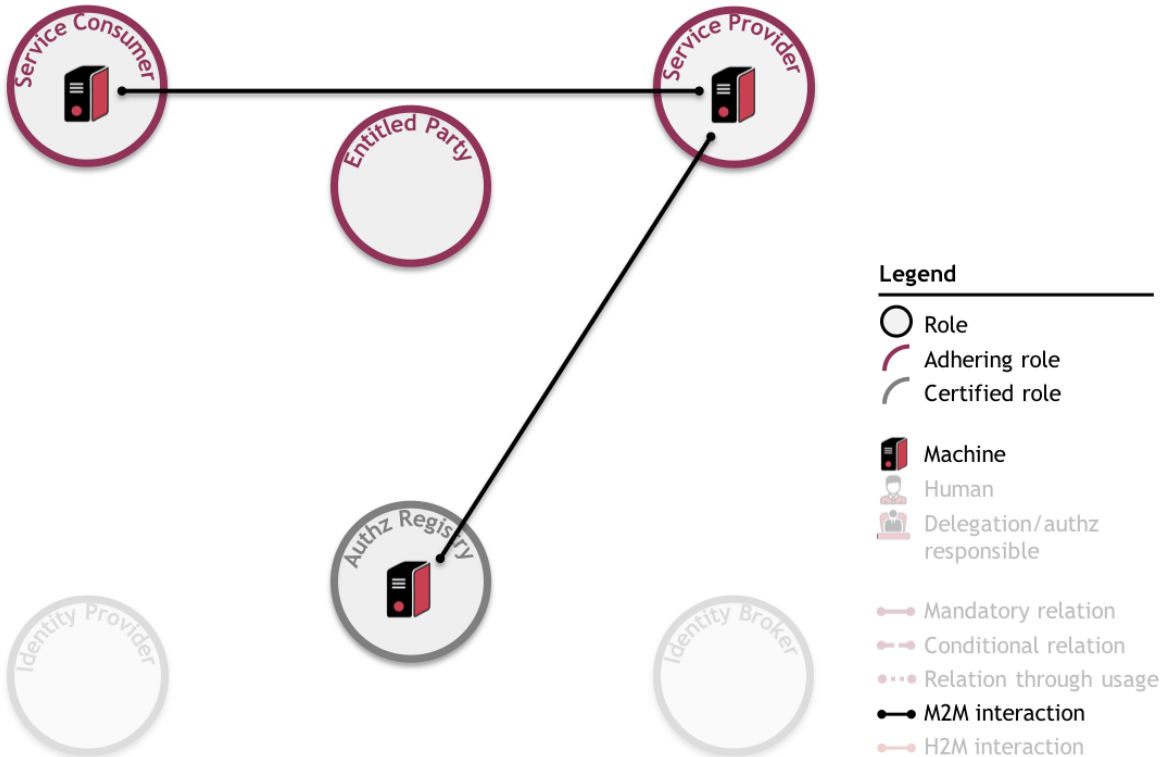 Service Consumer
Service Provider
Entitled Party
Authz Registry
Identity Provider
Identity Broker
Legend
Role
Adhering role
Certified role
Machine
Human
Delegation/authz
responsible
Mandatory relation
Conditional relation
Relation through usage
M2M interaction
H2M interaction